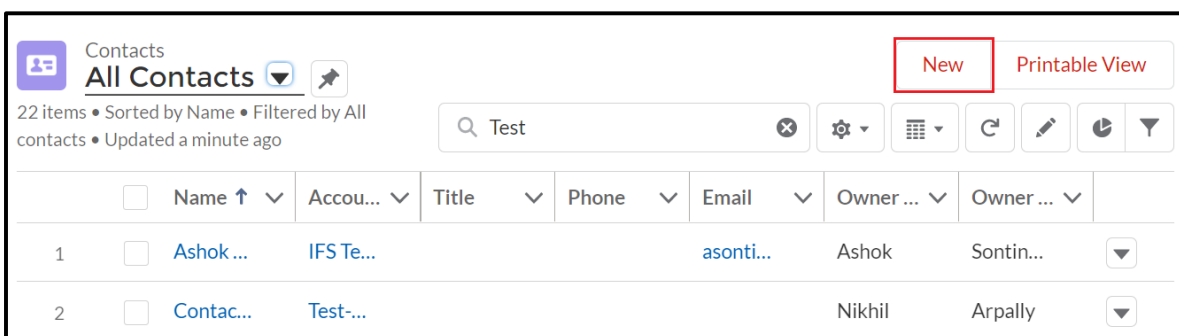 Contacts
All Contacts
New
Printable View
22 items • Sorted by Name • Filtered by All
contacts • Updated a minute ago
Test
Name Accou... Title Phone Email Owner ... Owner ...
1 Ashok ... IFS Te... asonti... Ashok Sontin...
2 Contac... Test-... Nikhil Arpally